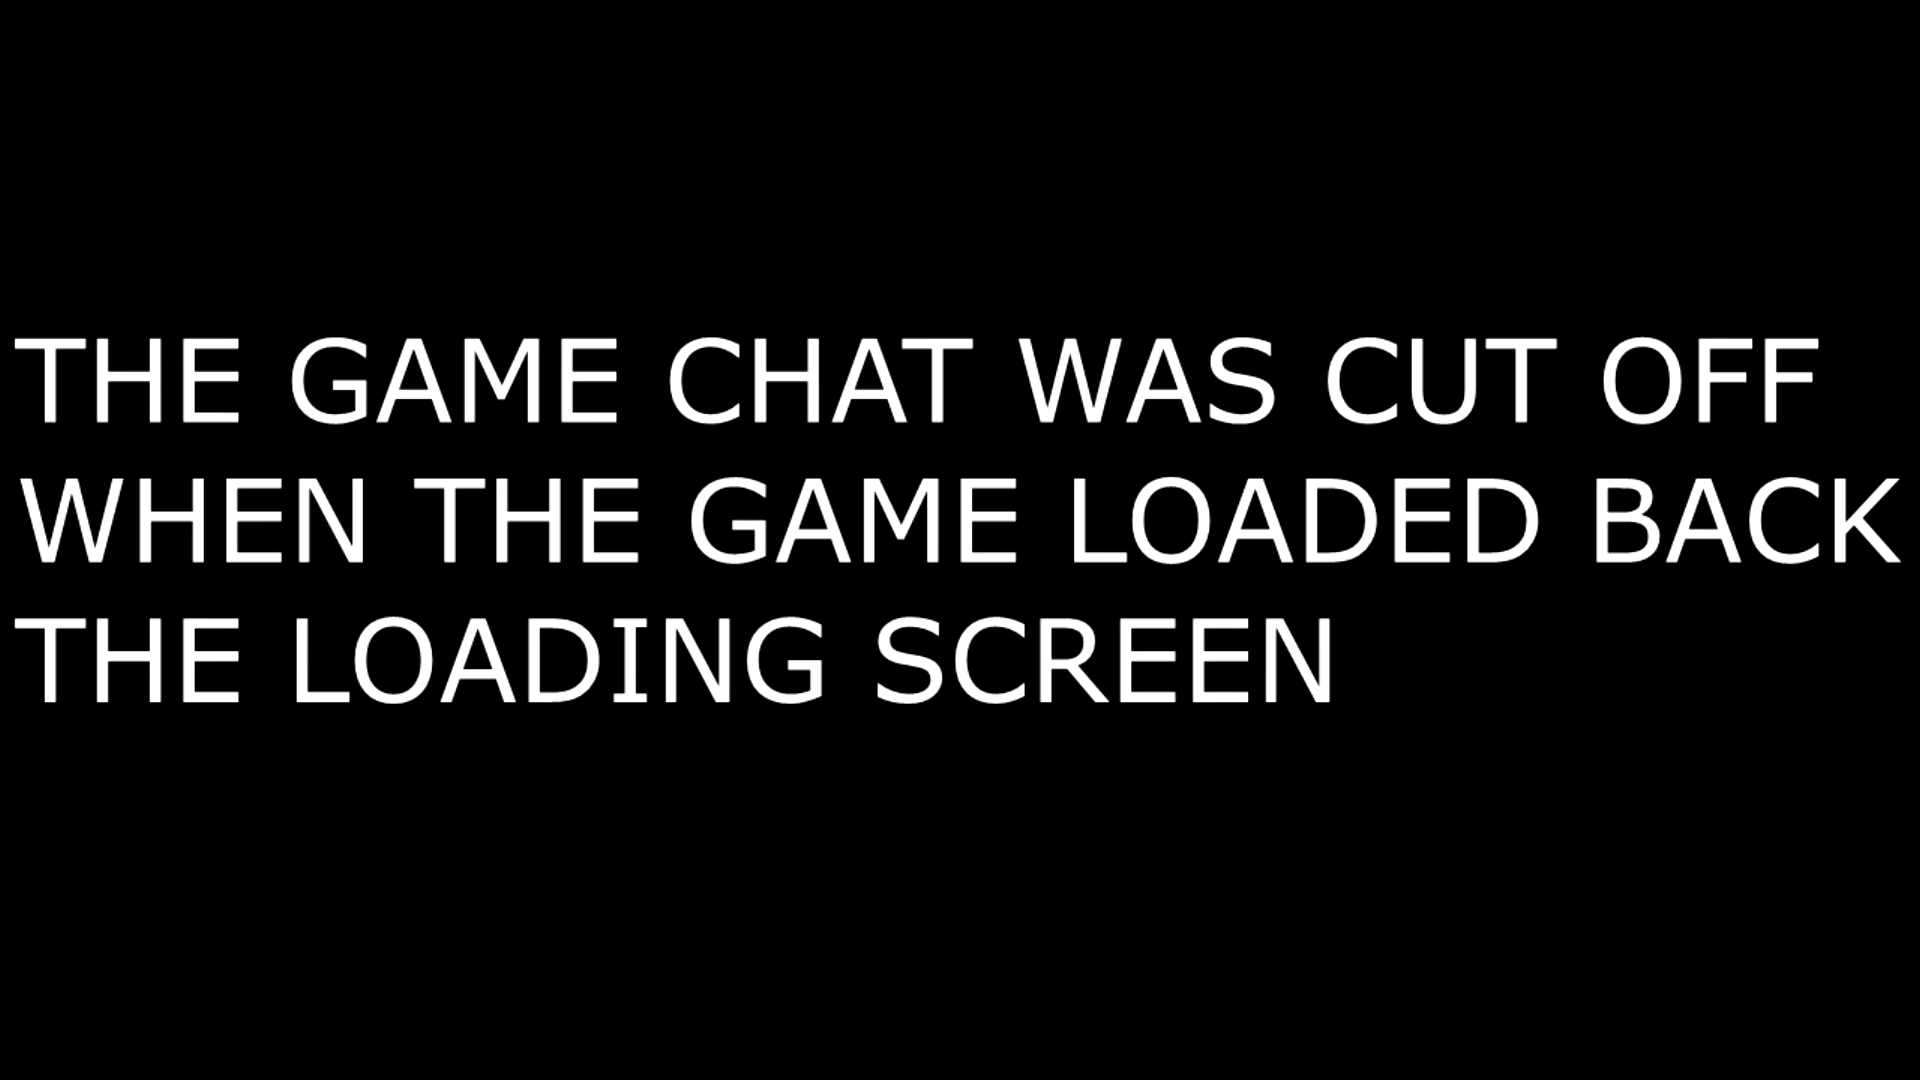 THE GAME CHAT WAS CUT OFF
WHEN THE GAME LOADED BACK
THE LOADING SCREEN